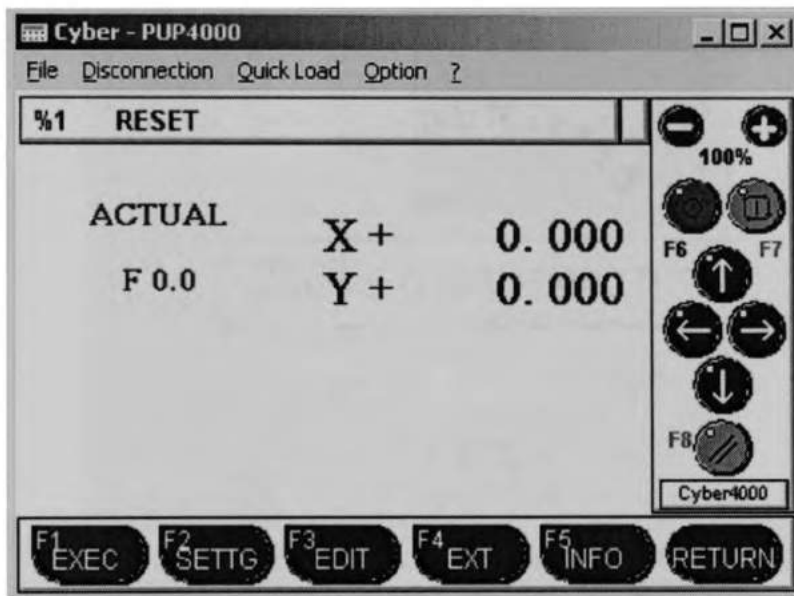 Cyber - PUP4000
File Disconnection Quick Load Option ?
%1 RESET
100%
F6 F7
ACTUAL X + 0. 000
F 0.0 Y + 0. 000
F8
Cyber4000
F1 EXEC F2 SETTG F3 EDIT F4 EXT F5 INFO RETURN